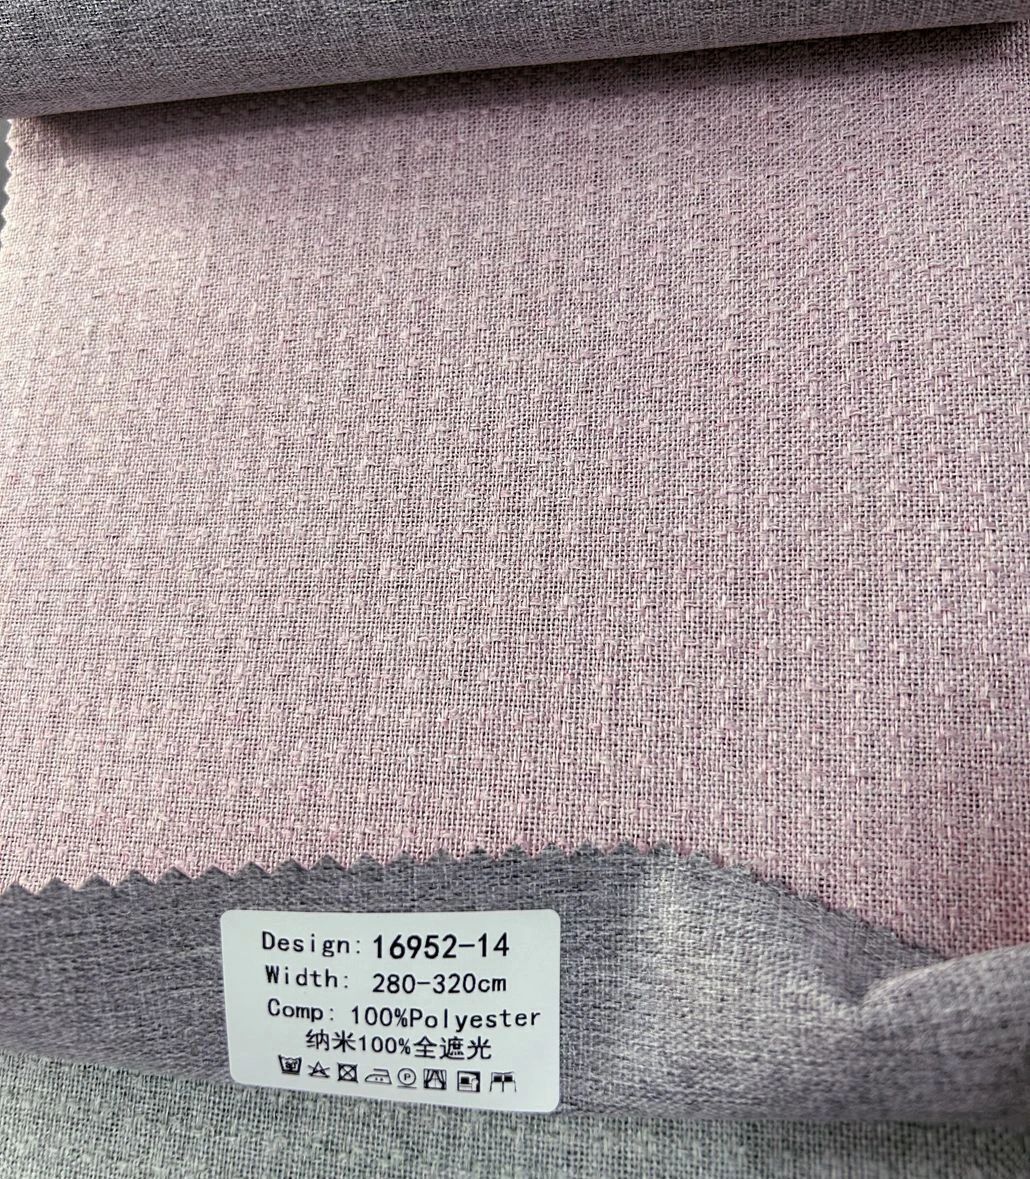 Design: 16952-14
Width: 280-320cm
Comp: 100%Polyester
纳米100%全遮光